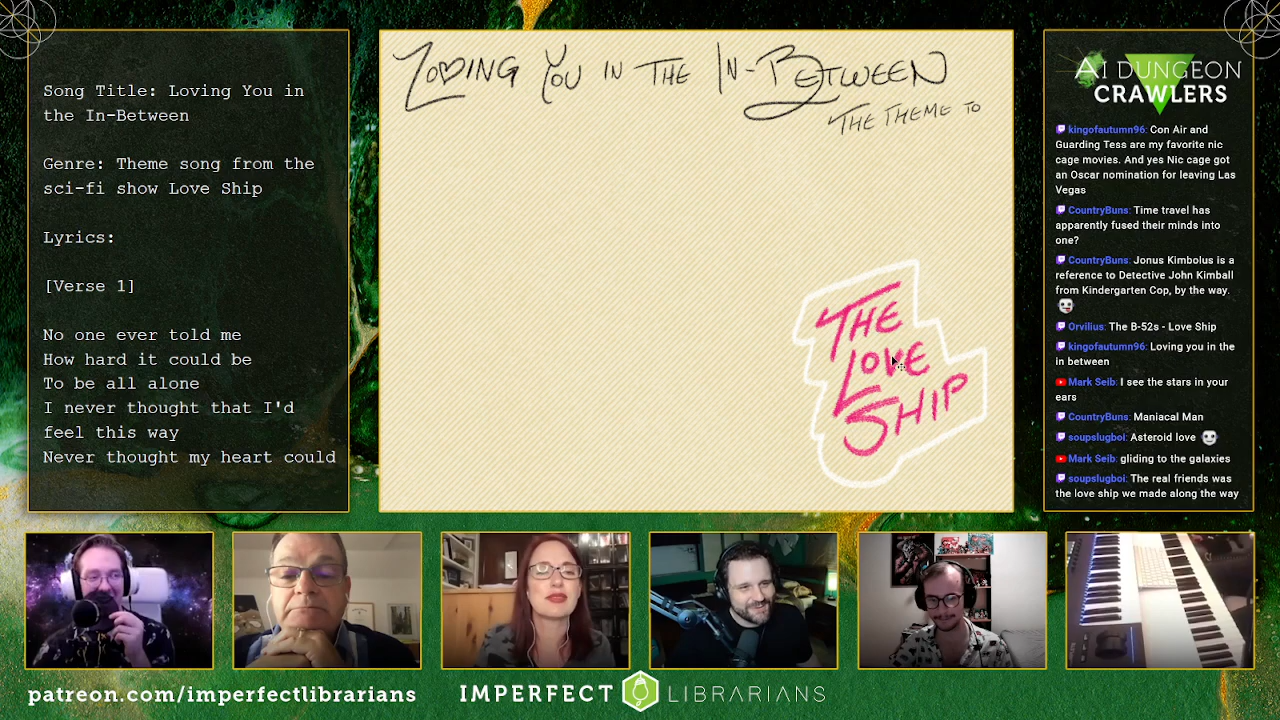 Song Title: Loving You in
the In-Between
Genre: Theme song from the
sci-fi show Love Ship
Lyrics:
[Verse 1]
No one ever told me
How hard it could be
To be all alone
I never thought that I'd
feel this way
Never thought my heart could
LOVING YOU IN THE IN-BETWEEN
THE THEME TO
THE
LOVE
SHIP
AI DUNGEON
CRAWLERS
kingofautumn96: Con Air and
Guarding Tess are my favorite nic
cage movies. And yes Nic cage got
an Oscar nomination for leaving Las
Vegas
CountryBuns: Time travel has
apparently fused their minds into
one?
CountryBuns: Jonus Kimbolus is a
reference to Detective John Kimball
from Kindergarten Cop, by the way.
Orvilius: The B-52s - Love Ship
kingofautumn96: Loving you in the
in between
Mark Seib: I see the stars in your
ears
CountryBuns: Maniacal Man
soupslugboi: Asteroid love
Mark Seib: gliding to the galaxies
soupslugboi: The real friends was
the love ship we made along the way
patreon.com/imperfectlibrarians
IMPERFECT LIBRARIANS